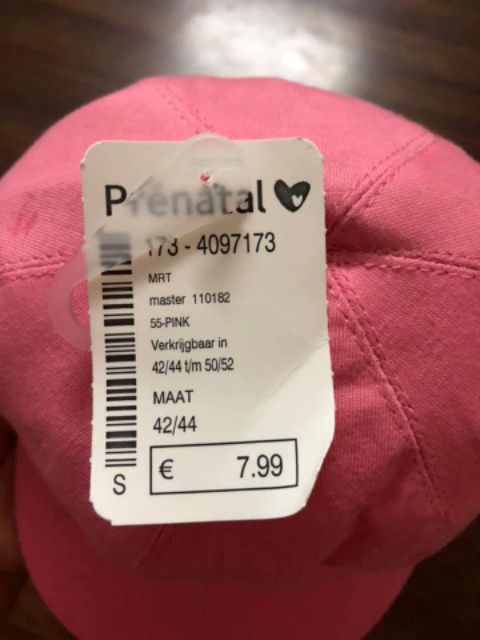 Prénatal
173 - 4097173
MRT
master 110182
55-PINK
Verkrijgbaar in
42/44 t/m 50/52
MAAT
42/44
€ 7.99
S